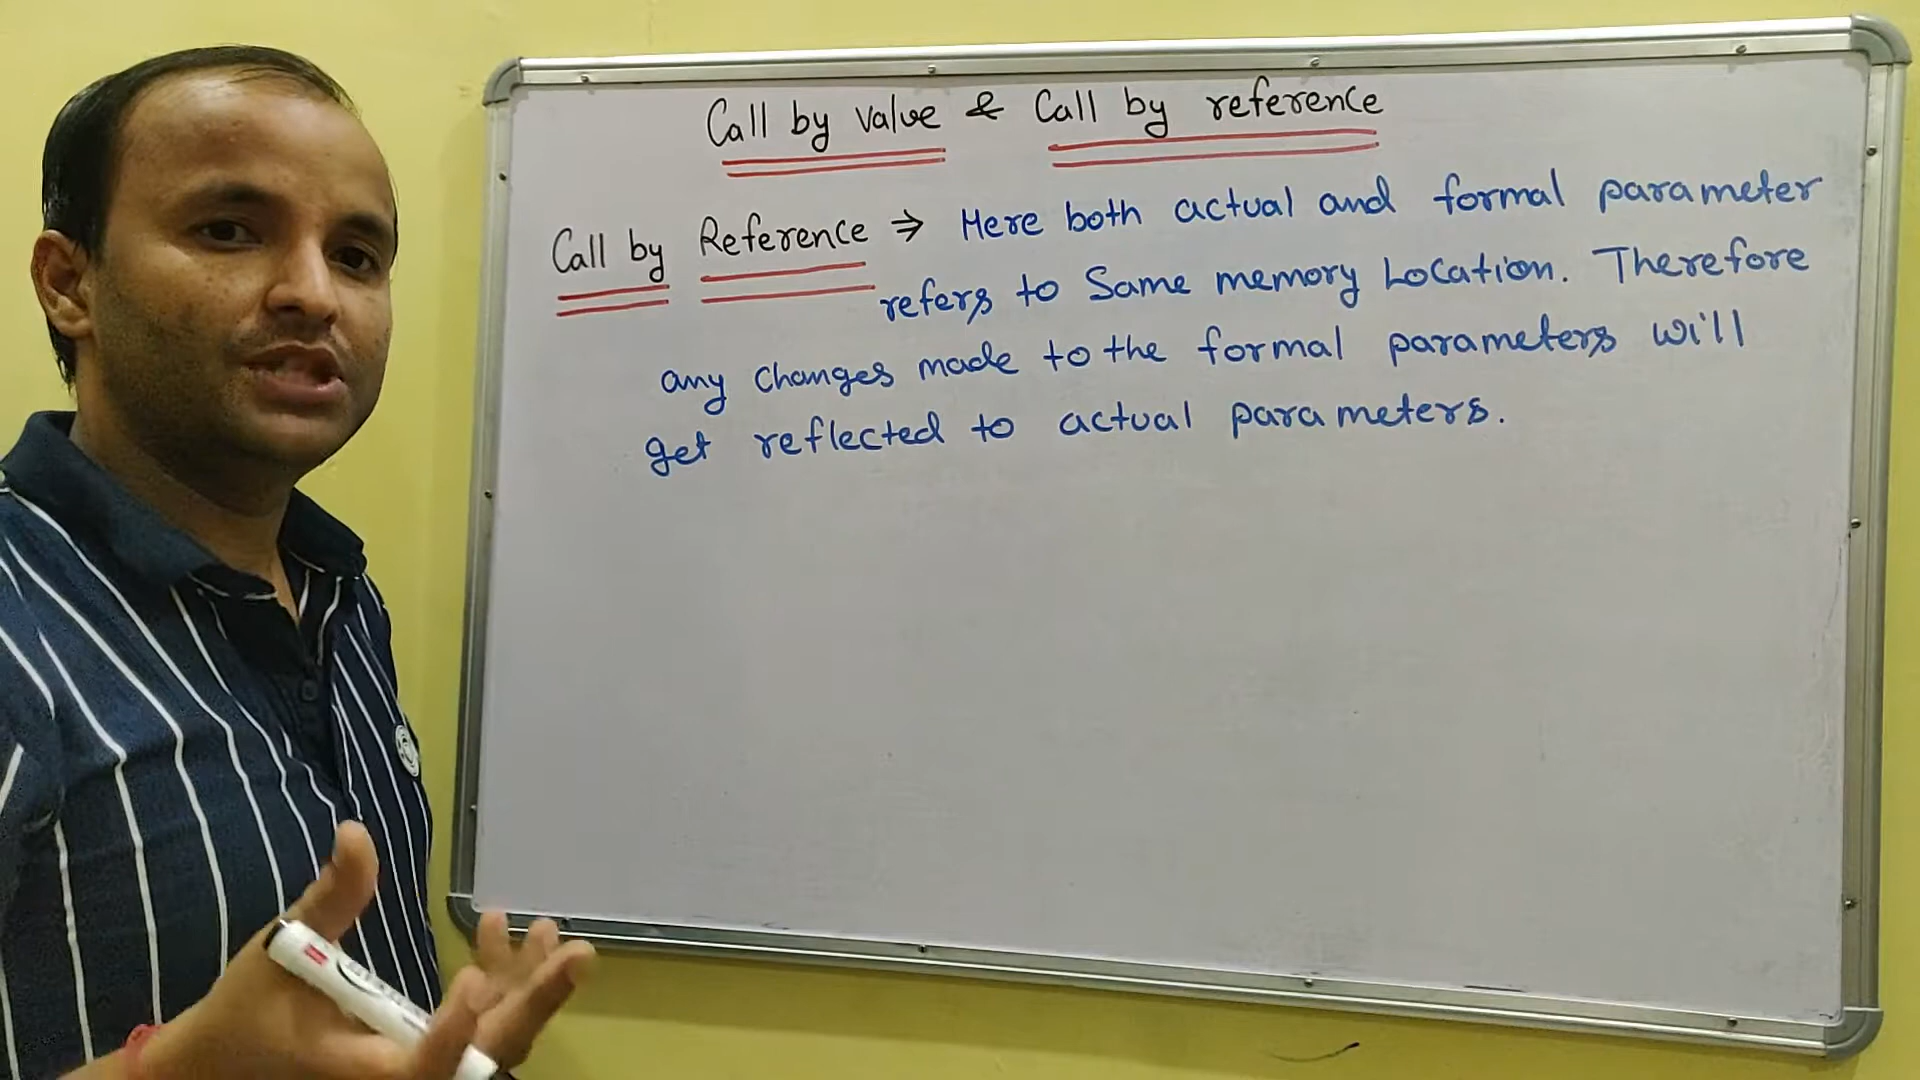 Call by value & Call by reference
Call by Reference ⇒ Here both actual and formal parameter
refers to Same memory Location. Therefore
any changes made to the formal parameters will
get reflected to actual parameters.